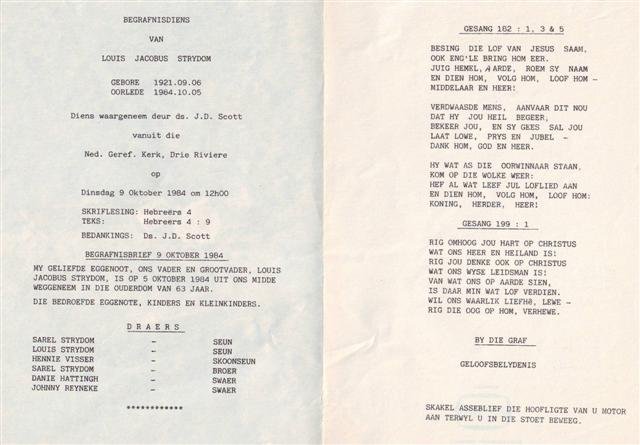 BEGRAFNISDIENS
VAN
LOUIS JACOBUS STRYDOM
GEBORE 1921.09.06
OORLEDE 1984.10.05
Diens waargeneem deur ds. J.D. Scott
vanuit die
Ned. Geref. Kerk, Drie Riviere
op
Dinsdag 9 Oktober 1984 om 12h00
SKRIFLESING: Hebreërs 4
TEKS: Hebreërs 4 : 9
BEDANKINGS: Ds. J.D. Scott
BEGRAFNISBRIEF 9 OKTOBER 1984
MY GELIEFDE EGGENOOT, ONS VADER EN GROOTVADER, LOUIS
JACOBUS STRYDOM, IS OP 5 OKTOBER 1984 UIT ONS MIDDE
WEGGENEEM IN DIE OUDERDOM VAN 63 JAAR.
DIE BEDROEFDE EGGENOTE, KINDERS EN KLEINKINDERS.
D R A E R S
SAREL STRYDOM - SEUN
LOUIS STRYDOM - SEUN
HENNIE VISSER - SKOONSEUN
SAREL STRYDOM - BROER
DANIE HATTINGH - SWAER
JOHNNY REYNEKE - SWAER
************
GESANG 182 : 1, 3 & 5
BESING DIE LOF VAN JESUS SAAM,
OOK ENG'LE BRING HOM EER.
JUIG HEMEL, AARDE, ROEM SY NAAM
EN DIEN HOM, VOLG HOM, LOOF HOM -
MIDDELAAR EN HEER!
VERDWAASDE MENS, AANVAAR DIT NOU
DAT HY JOU HEIL BEGEER,
BEKEER JOU, EN SY GEES SAL JOU
LAAT LOWE, PRYS EN JUBEL -
DANK HOM, GOD EN HEER.
HY WAT AS DIE OORWINNAAR STAAN,
KOM OP DIE WOLKE WEER:
HEF AL WAT LEEF JUL LOFLIED AAN
EN DIEN HOM, VOLG HOM, LOOF HOM:
KONING, HERDER, HEER!
GESANG 199 : 1
RIG OMHOOG JOU HART OP CHRISTUS
WAT ONS HEER EN HEILAND IS!
RIG JOU DENKE OOK OP CHRISTUS
WAT ONS WYSE LEIDSMAN IS!
VAN WAT ONS OP AARDE SIEN,
IS DAAR MIN WAT LOF VERDIEN.
WIL ONS WAARLIK LIEFHê, LEWE -
RIG DIE OOG OP HOM, VERHEWE.
BY DIE GRAF
GELOOFSBELYDENIS
SKAKEL ASSEBLIEF DIE HOOFLIGTE VAN U MOTOR
AAN TERWYL U IN DIE STOET BEWEEG.